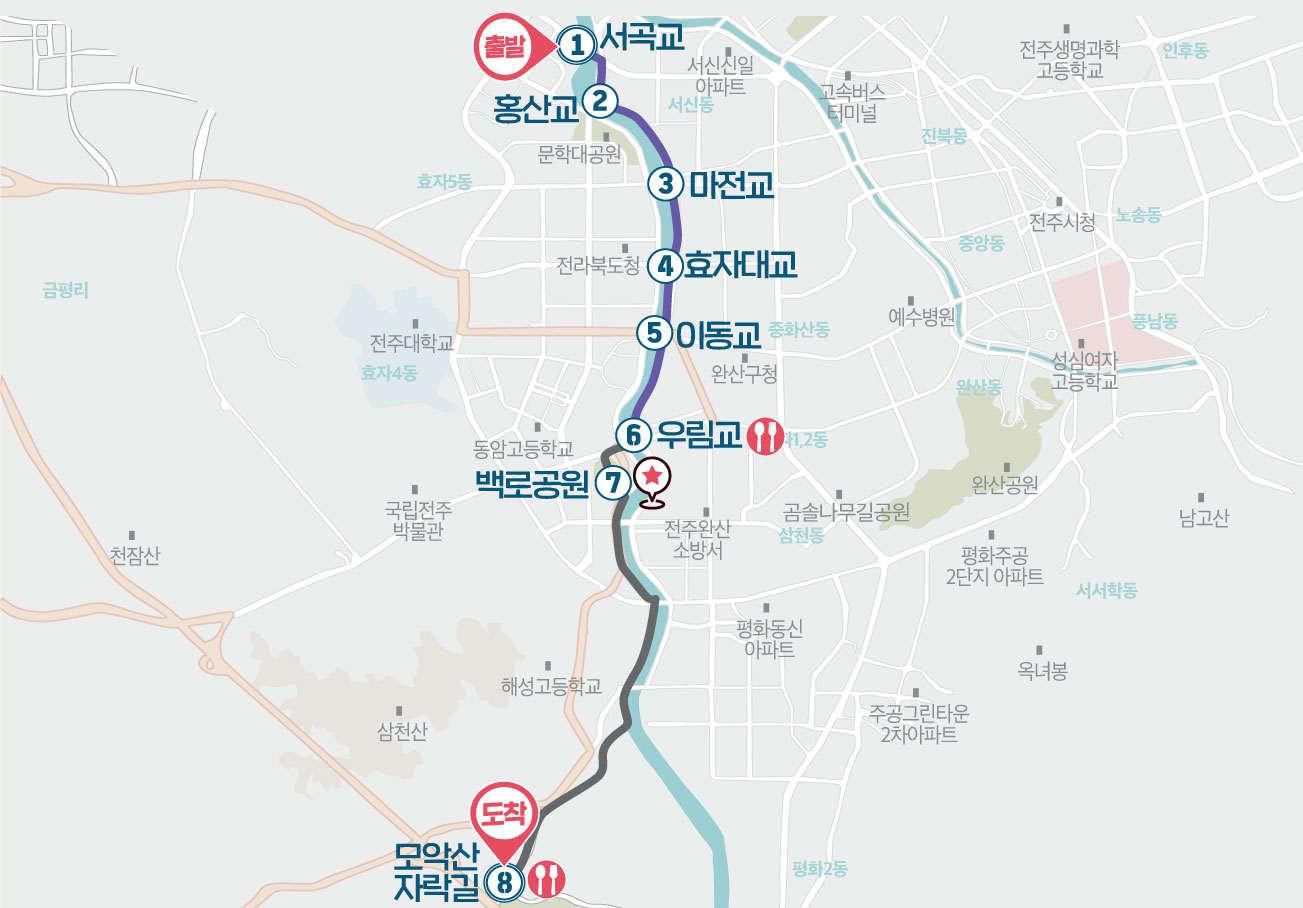 출발
1
서곡교
전주생명과학
고등학교
인후동
서신신일
아파트
서신동
고속버스
터미널
2
홍산교
문학대공원
진북동
효자5동
3
마전교
전주시청
노송동
중앙동
전라북도청
4
효자대교
금평리
예수병원
풍남동
전주대학교
효자4동
5
이동교
중화산동
완산구청
성심여자
고등학교
완산동
동암고등학교
6
우림교
1,2동
7
백로공원
국립전주
박물관
곰솔나무길공원
완산공원
남고산
전주완산
소방서
삼천동
천잠산
평화주공
2단지 아파트
서서학동
평화동신
아파트
옥녀봉
해성고등학교
삼천산
주공그린타운
2차아파트
도착
모악산
자락길
8
평화2동